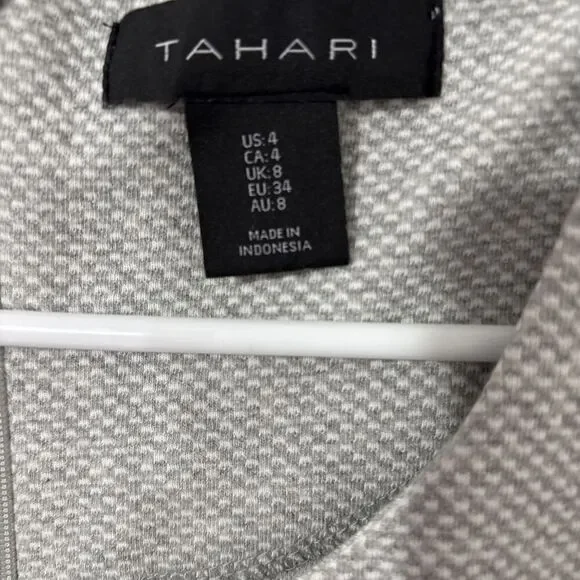 TAHARI
US:4
CA:4
UK:8
EU:34
AU:8
MADE IN
INDONESIA